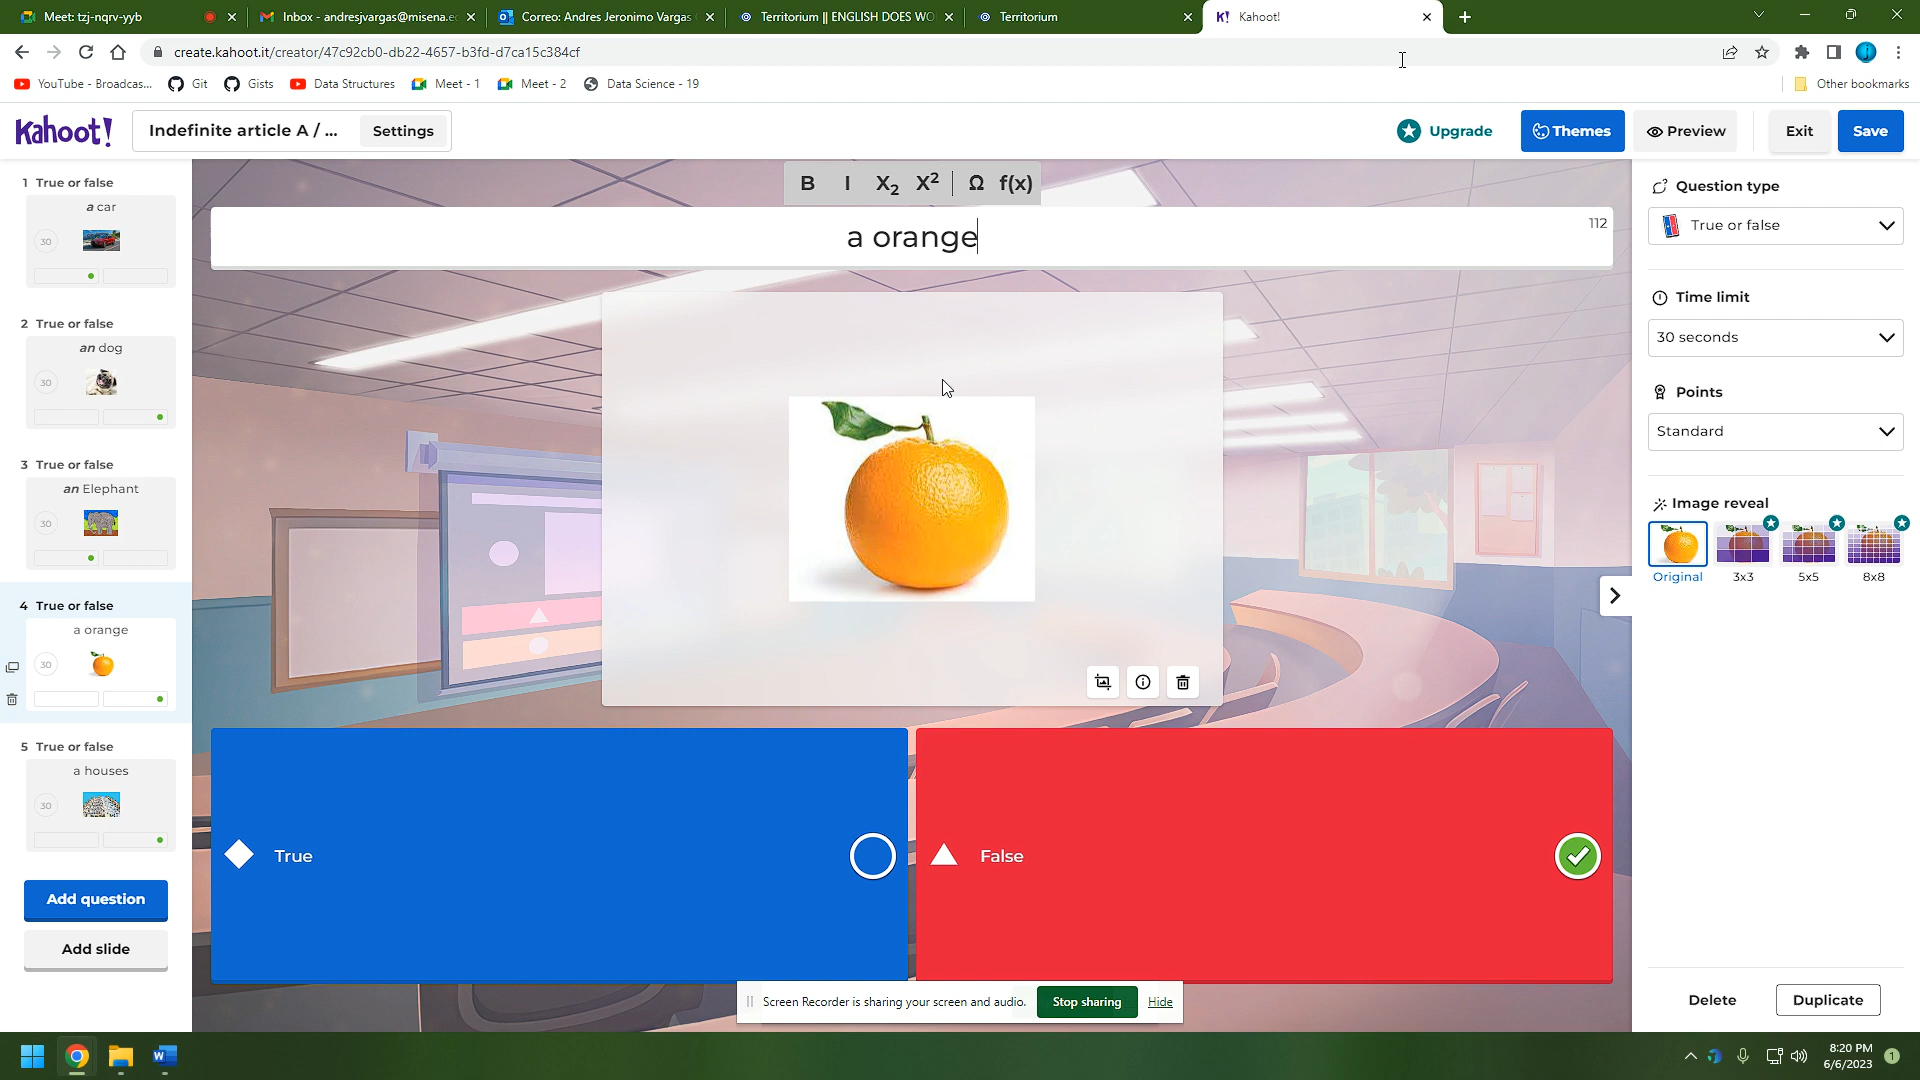 Meet: tzj-nqrv-yyb
Inbox - andresjvargas@misena.ec
Correo: Andres Jeronimo Vargas
Territorium || ENGLISH DOES WO
Territorium
K! Kahoot!
create.kahoot.it/creator/47c92cb0-db22-4657-b3fd-d7ca15c384cf
YouTube - Broadcas...
Git
Gists
Data Structures
Meet - 1
Meet - 2
Data Science - 19
Other bookmarks
Kahoot!
Indefinite article A / ...
Settings
Upgrade
Themes
Preview
Exit
Save
1 True or false
a car
30
2 True or false
an dog
30
3 True or false
an Elephant
30
4 True or false
a orange
30
5 True or false
a houses
30
Add question
Add slide
B I X2 X2 Ω f(x)
a orange
112
True
False
Question type
True or false
Time limit
30 seconds
Points
Standard
Image reveal
Original
3x3
5x5
8x8
Delete
Duplicate
Screen Recorder is sharing your screen and audio.
Stop sharing
Hide
8:20 PM
6/6/2023
1